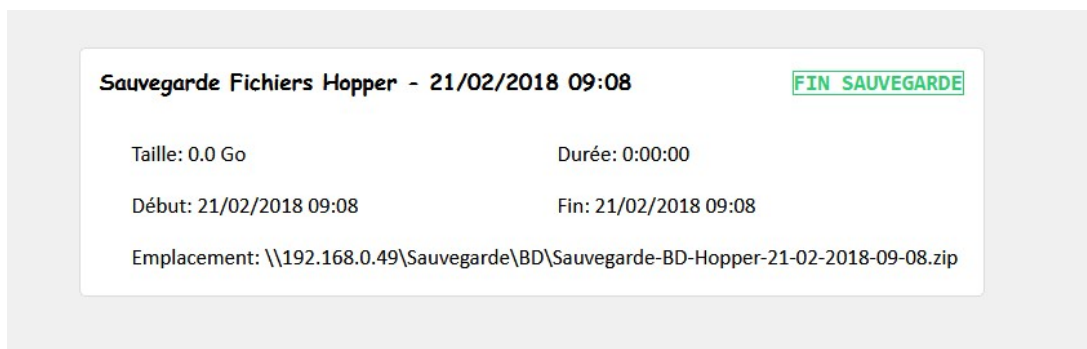 Sauvegarde Fichiers Hopper - 21/02/2018 09:08 FIN SAUVEGARDE
Taille: 0.0 Go Durée: 0:00:00
Début: 21/02/2018 09:08 Fin: 21/02/2018 09:08
Emplacement: \\192.168.0.49\Sauvegarde\BD\Sauvegarde-BD-Hopper-21-02-2018-09-08.zip